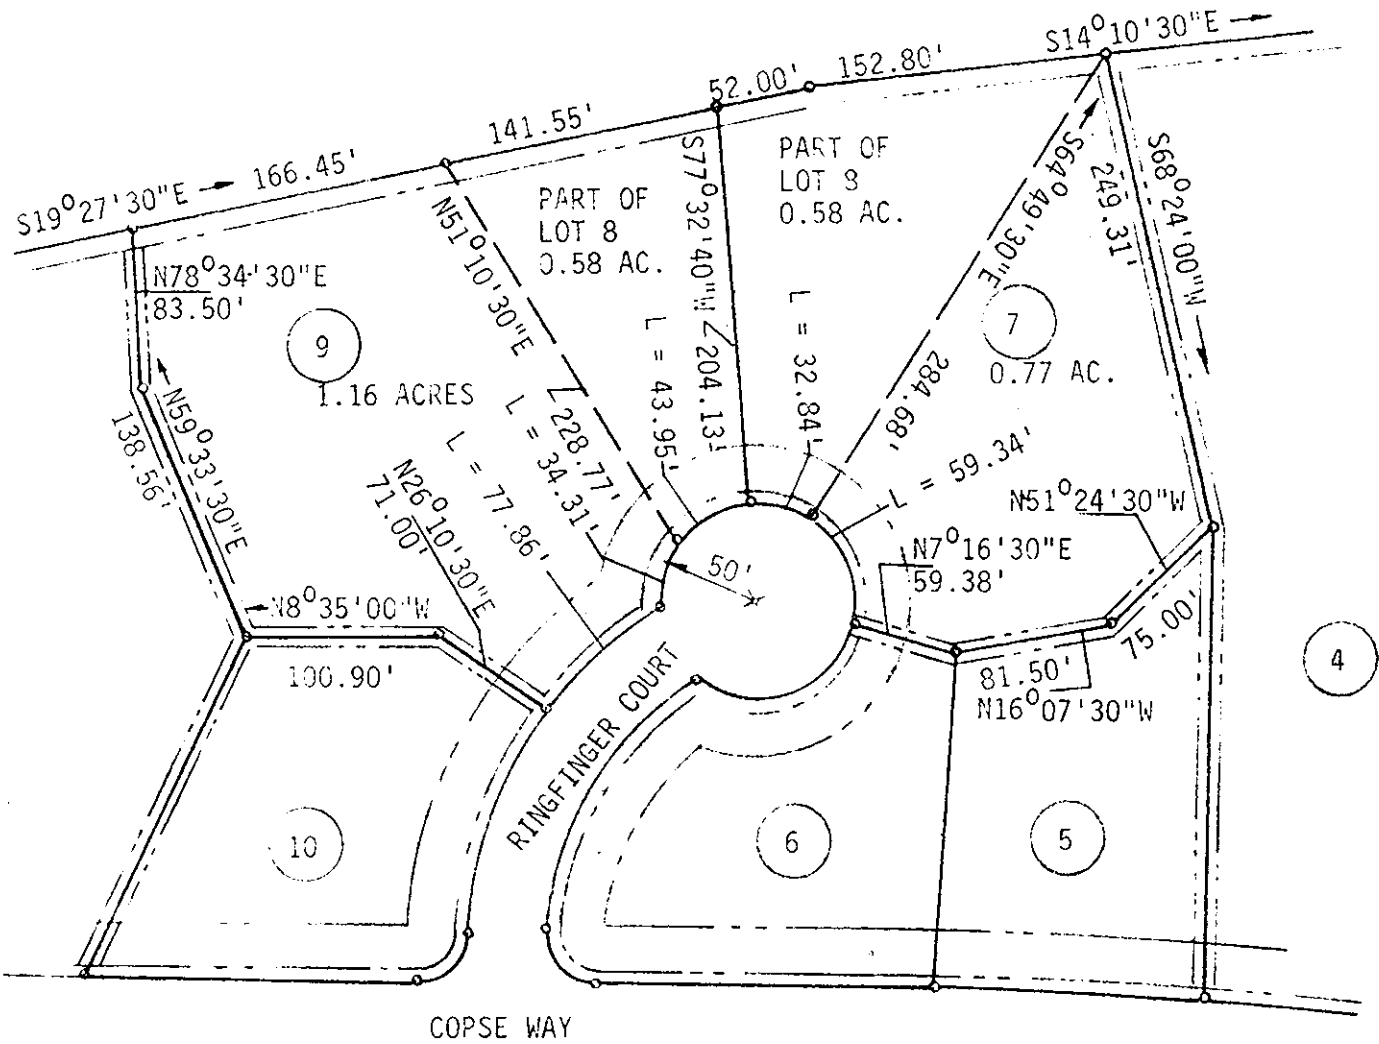 S14°10'30"E
152.80'
52.00'
141.55'
166.45'
S19°27'30"E
PART OF
LOT 8
0.58 AC.
PART OF
LOT 8
0.58 AC.
N78°34'30"E
83.50'
9
1.16 ACRES
N51°10'30"E
228.77'
S77°32'40"W
204.13'
S64°49'30"E
284.68'
S68°24'00"W
249.31'
7
0.77 AC.
L = 32.84'
L = 43.95'
L = 34.31'
L = 77.86'
L = 59.34'
N59°33'30"E
138.56'
N26°10'30"E
71.00'
N8°35'00"W
100.90'
50'
N51°24'30"W
75.00'
N7°16'30"E
59.38'
81.50'
N16°07'30"W
4
RINGFINGER COURT
10
6
5
COPSE WAY